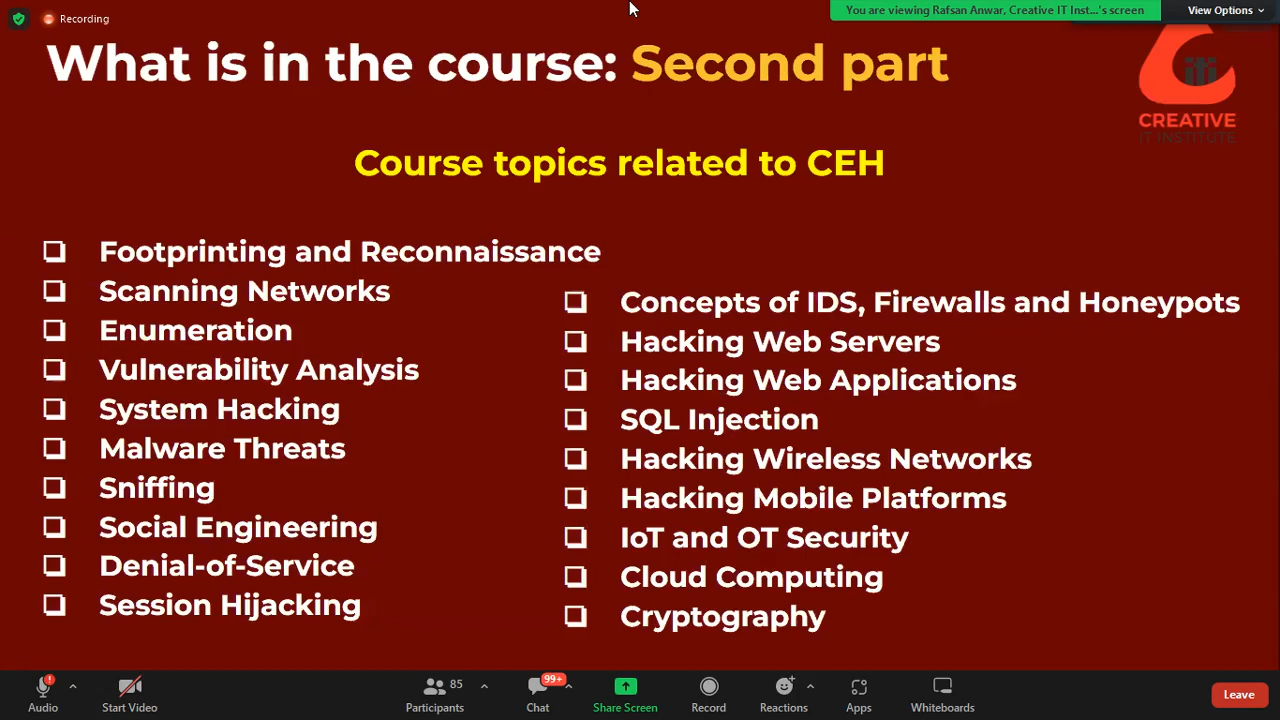 Recording
You are viewing Rafsan Anwar, Creative IT Inst...'s screen
View Options
What is in the course: Second part
CREATIVE
IT INSTITUTE
Course topics related to CEH
Footprinting and Reconnaissance
Scanning Networks
Enumeration
Vulnerability Analysis
System Hacking
Malware Threats
Sniffing
Social Engineering
Denial-of-Service
Session Hijacking
Concepts of IDS, Firewalls and Honeypots
Hacking Web Servers
Hacking Web Applications
SQL Injection
Hacking Wireless Networks
Hacking Mobile Platforms
IoT and OT Security
Cloud Computing
Cryptography
Audio
Start Video
85
Participants
99+
Chat
Share Screen
Record
Reactions
Apps
Whiteboards
Leave